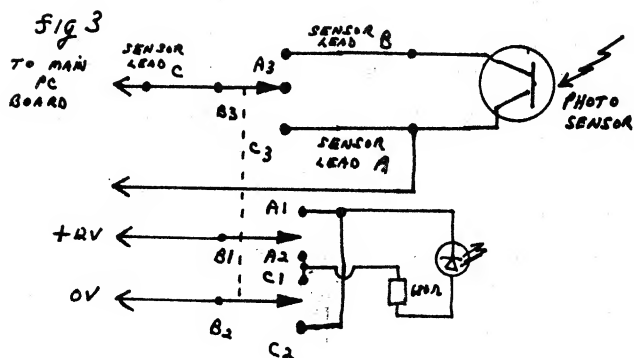 fig 3
TO MAIN
PC
BOARD
SENSOR
LEAD C
A3
SENSOR
LEAD B
B3
C3
SENSOR
LEAD A
PHOTO
SENSOR
A1
+12V
B1
A2
C1
0V
B2
C2
680Ω